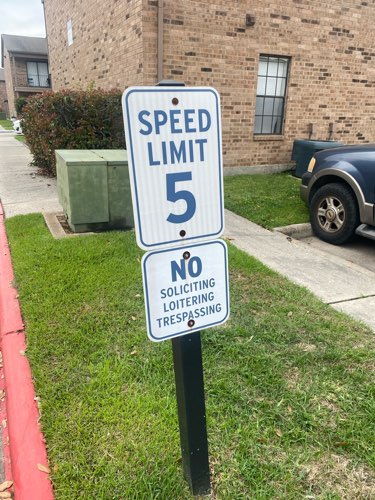 SPEED
LIMIT
5
NO
SOLICITING
LOITERING
TRESPASSING